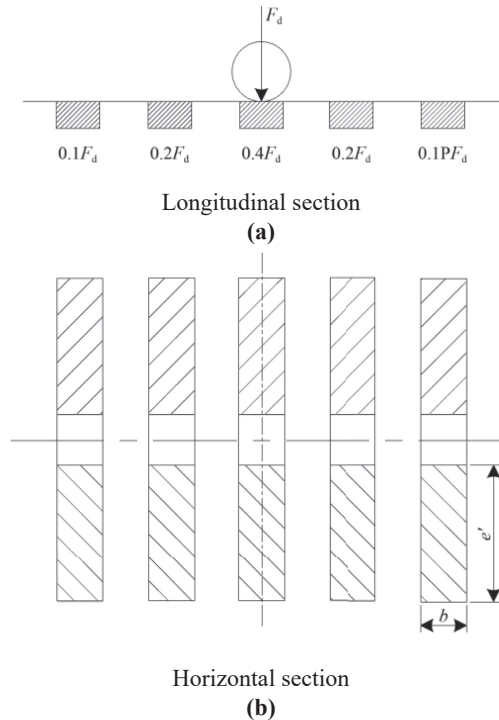 F_d
0.1F_d 0.2F_d 0.4F_d 0.2F_d 0.1PF_d
Longitudinal section
(a)
e'
b
Horizontal section
(b)